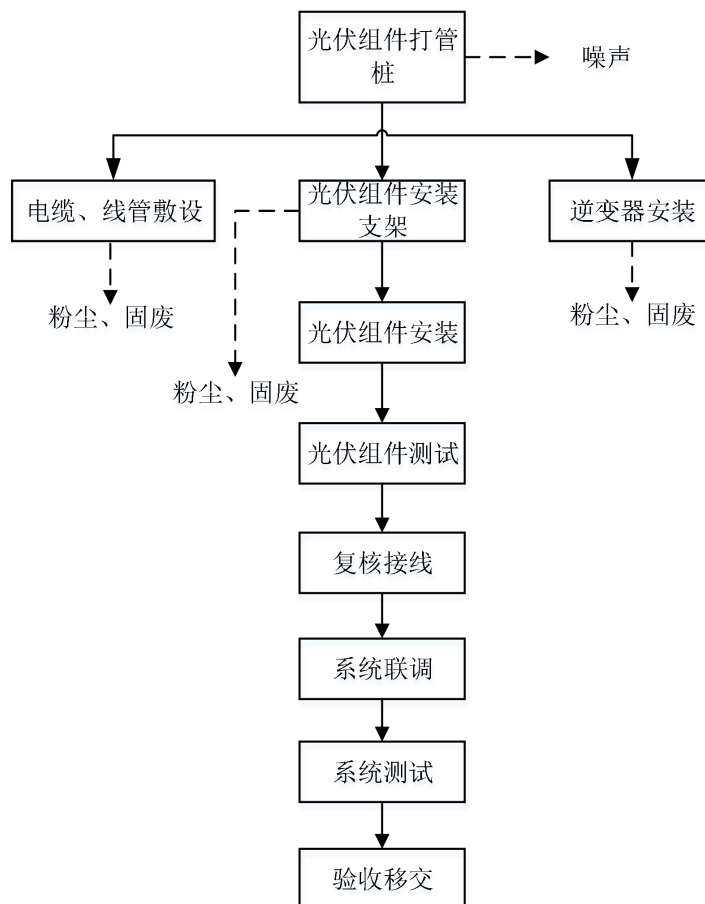 光伏组件打管
桩
噪声
电缆、线管敷设
光伏组件安装
支架
逆变器安装
粉尘、固废
粉尘、固废
光伏组件安装
粉尘、固废
光伏组件测试
复核接线
系统联调
系统测试
验收移交